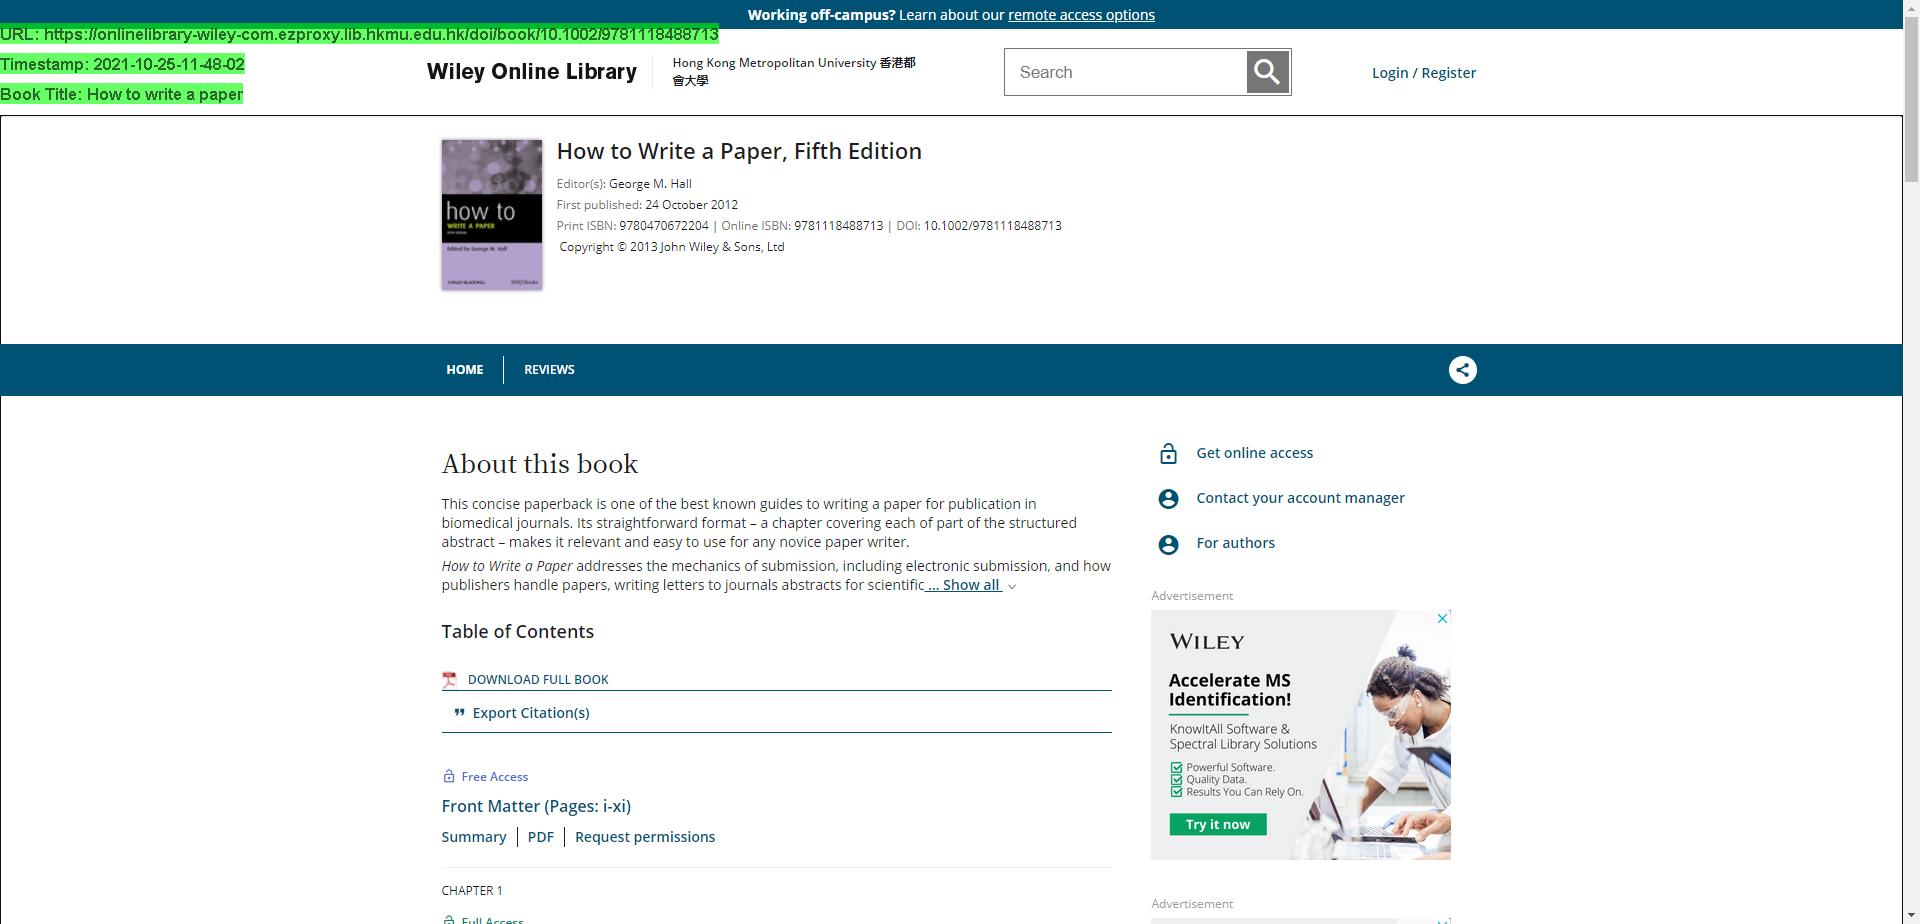 Working off-campus? Learn about our remote access options
URL: https://onlinelibrary-wiley-com.ezproxy.lib.hkmu.edu.hk/doi/book/10.1002/9781118488713
Timestamp: 2021-10-25-11-48-02
Book Title: How to write a paper
Wiley Online Library
Hong Kong Metropolitan University 香港都
會大學
Search
Login / Register
how to
WRITE A PAPER
FIFTH EDITION
Edited by George M. Hall
WILEY-BLACKWELL
BMJ|Books
How to Write a Paper, Fifth Edition
Editor(s): George M. Hall
First published: 24 October 2012
Print ISBN: 9780470672204 | Online ISBN: 9781118488713 | DOI: 10.1002/9781118488713
Copyright © 2013 John Wiley & Sons, Ltd
HOME
REVIEWS
About this book
This concise paperback is one of the best known guides to writing a paper for publication in
biomedical journals. Its straightforward format – a chapter covering each of part of the structured
abstract – makes it relevant and easy to use for any novice paper writer.
How to Write a Paper addresses the mechanics of submission, including electronic submission, and how
publishers handle papers, writing letters to journals abstracts for scientific ... Show all
Table of Contents
DOWNLOAD FULL BOOK
Export Citation(s)
Free Access
Front Matter (Pages: i-xi)
Summary
PDF
Request permissions
CHAPTER 1
Full Access
Get online access
Contact your account manager
For authors
Advertisement
WILEY
Accelerate MS
Identification!
KnowItAll Software &
Spectral Library Solutions
Powerful Software.
Quality Data.
Results You Can Rely On.
Try it now
Advertisement